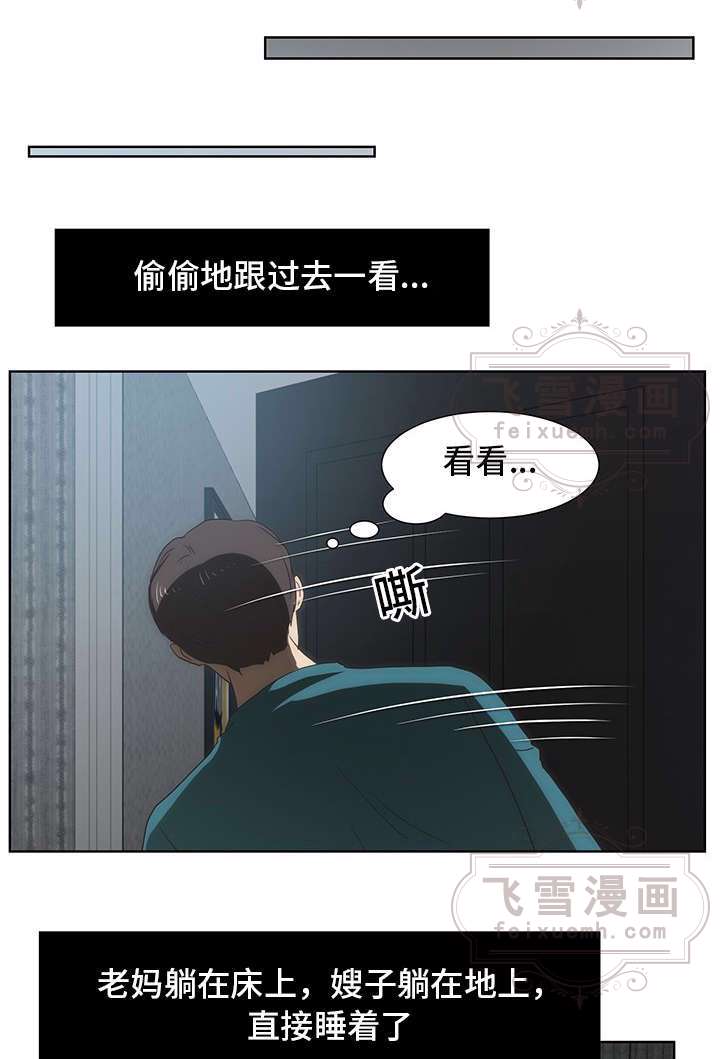 偷偷地跟过去一看...
飞雪漫画
feixuemh.com
看看...
嘶
飞雪漫画
feixuemh.com
老妈躺在床上，嫂子躺在地上，
直接睡着了